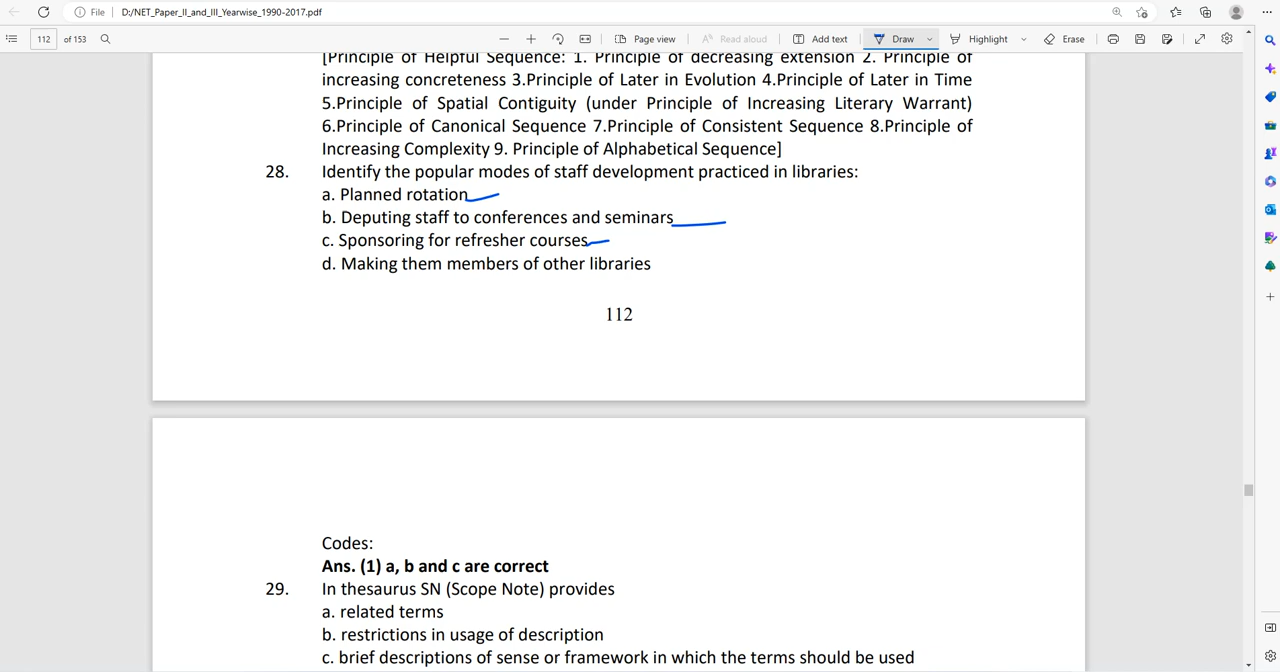 File
D:/NET_Paper_II_and_III_Yearwise_1990-2017.pdf
112 of 153
Page view
Read aloud
Add text
Draw
Highlight
Erase
[Principle of Helpful Sequence: 1. Principle of decreasing extension 2. Principle of
increasing concreteness 3.Principle of Later in Evolution 4.Principle of Later in Time
5.Principle of Spatial Contiguity (under Principle of Increasing Literary Warrant)
6.Principle of Canonical Sequence 7.Principle of Consistent Sequence 8.Principle of
Increasing Complexity 9. Principle of Alphabetical Sequence]
28. Identify the popular modes of staff development practiced in libraries:
a. Planned rotation
b. Deputing staff to conferences and seminars
c. Sponsoring for refresher courses
d. Making them members of other libraries
112
Codes:
Ans. (1) a, b and c are correct
29. In thesaurus SN (Scope Note) provides
a. related terms
b. restrictions in usage of description
c. brief descriptions of sense or framework in which the terms should be used